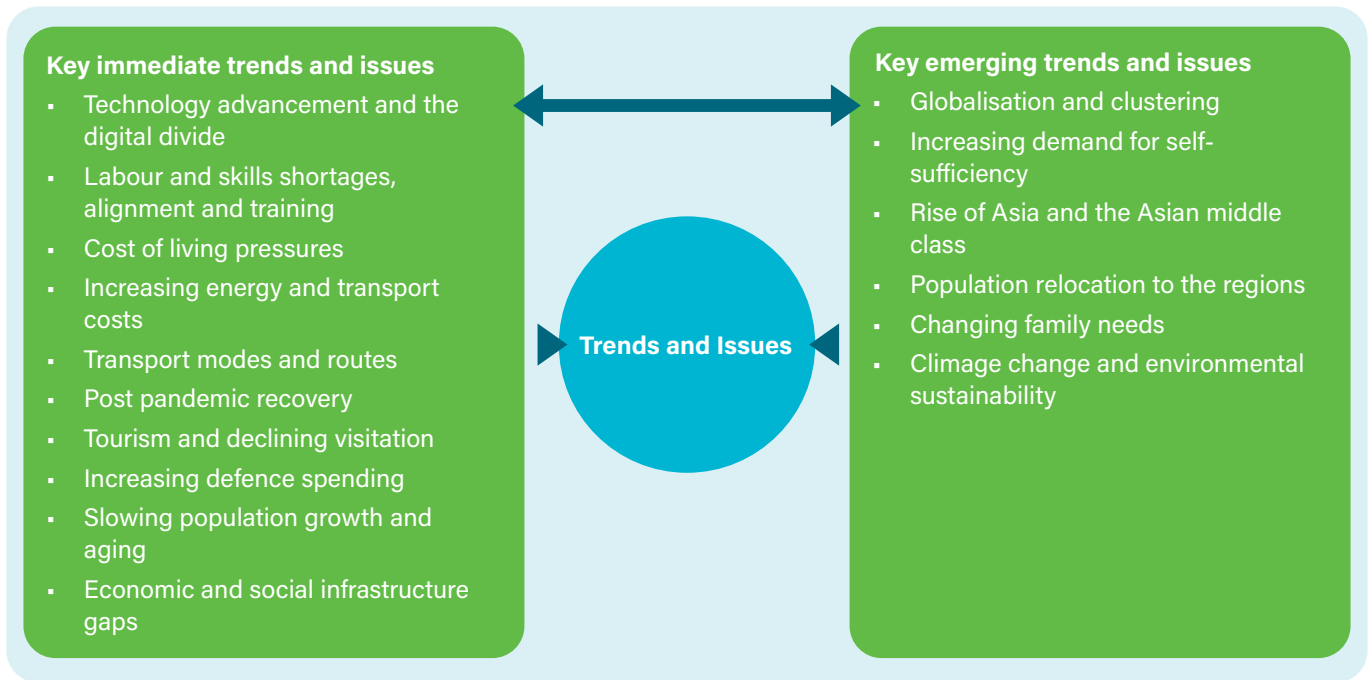 Key immediate trends and issues
▪ Technology advancement and the
digital divide
▪ Labour and skills shortages,
alignment and training
▪ Cost of living pressures
▪ Increasing energy and transport
costs
▪ Transport modes and routes
▪ Post pandemic recovery
▪ Tourism and declining visitation
▪ Increasing defence spending
▪ Slowing population growth and
aging
▪ Economic and social infrastructure
gaps
Trends and Issues
Key emerging trends and issues
▪ Globalisation and clustering
▪ Increasing demand for self-
sufficiency
▪ Rise of Asia and the Asian middle
class
▪ Population relocation to the regions
▪ Changing family needs
▪ Climage change and environmental
sustainability